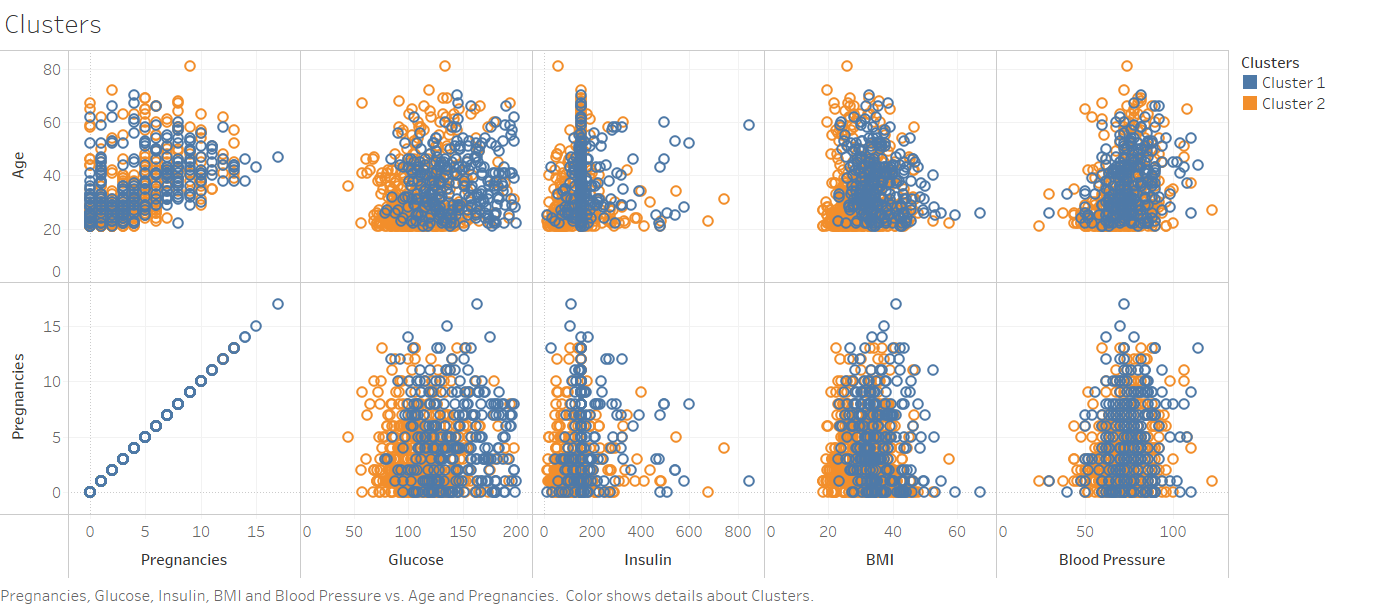 Clusters
80
60
40
20
0
Age
15
10
5
0
Pregnancies
0 5 10 15 0 50 100 150 200 0 200 400 600 800 0 20 40 60 0 50 100
Pregnancies Glucose Insulin BMI Blood Pressure
Clusters
Cluster 1
Cluster 2
Pregnancies, Glucose, Insulin, BMI and Blood Pressure vs. Age and Pregnancies. Color shows details about Clusters.